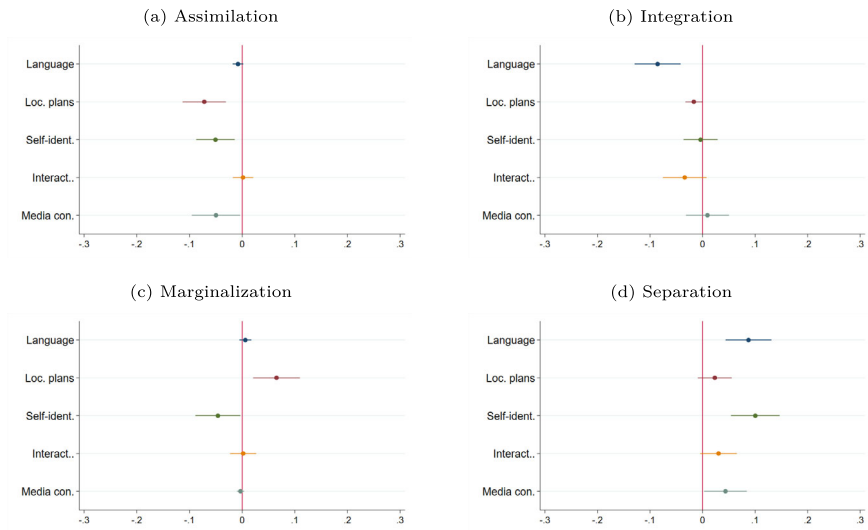 (a) Assimilation
Language
Loc. plans
Self-ident.
Interact..
Media con.
-.3 -.2 -.1 0 .1 .2 .3
(b) Integration
Language
Loc. plans
Self-ident.
Interact..
Media con.
-.3 -.2 -.1 0 .1 .2 .3
(c) Marginalization
Language
Loc. plans
Self-ident.
Interact..
Media con.
-.3 -.2 -.1 0 .1 .2 .3
(d) Separation
Language
Loc. plans
Self-ident.
Interact..
Media con.
-.3 -.2 -.1 0 .1 .2 .3